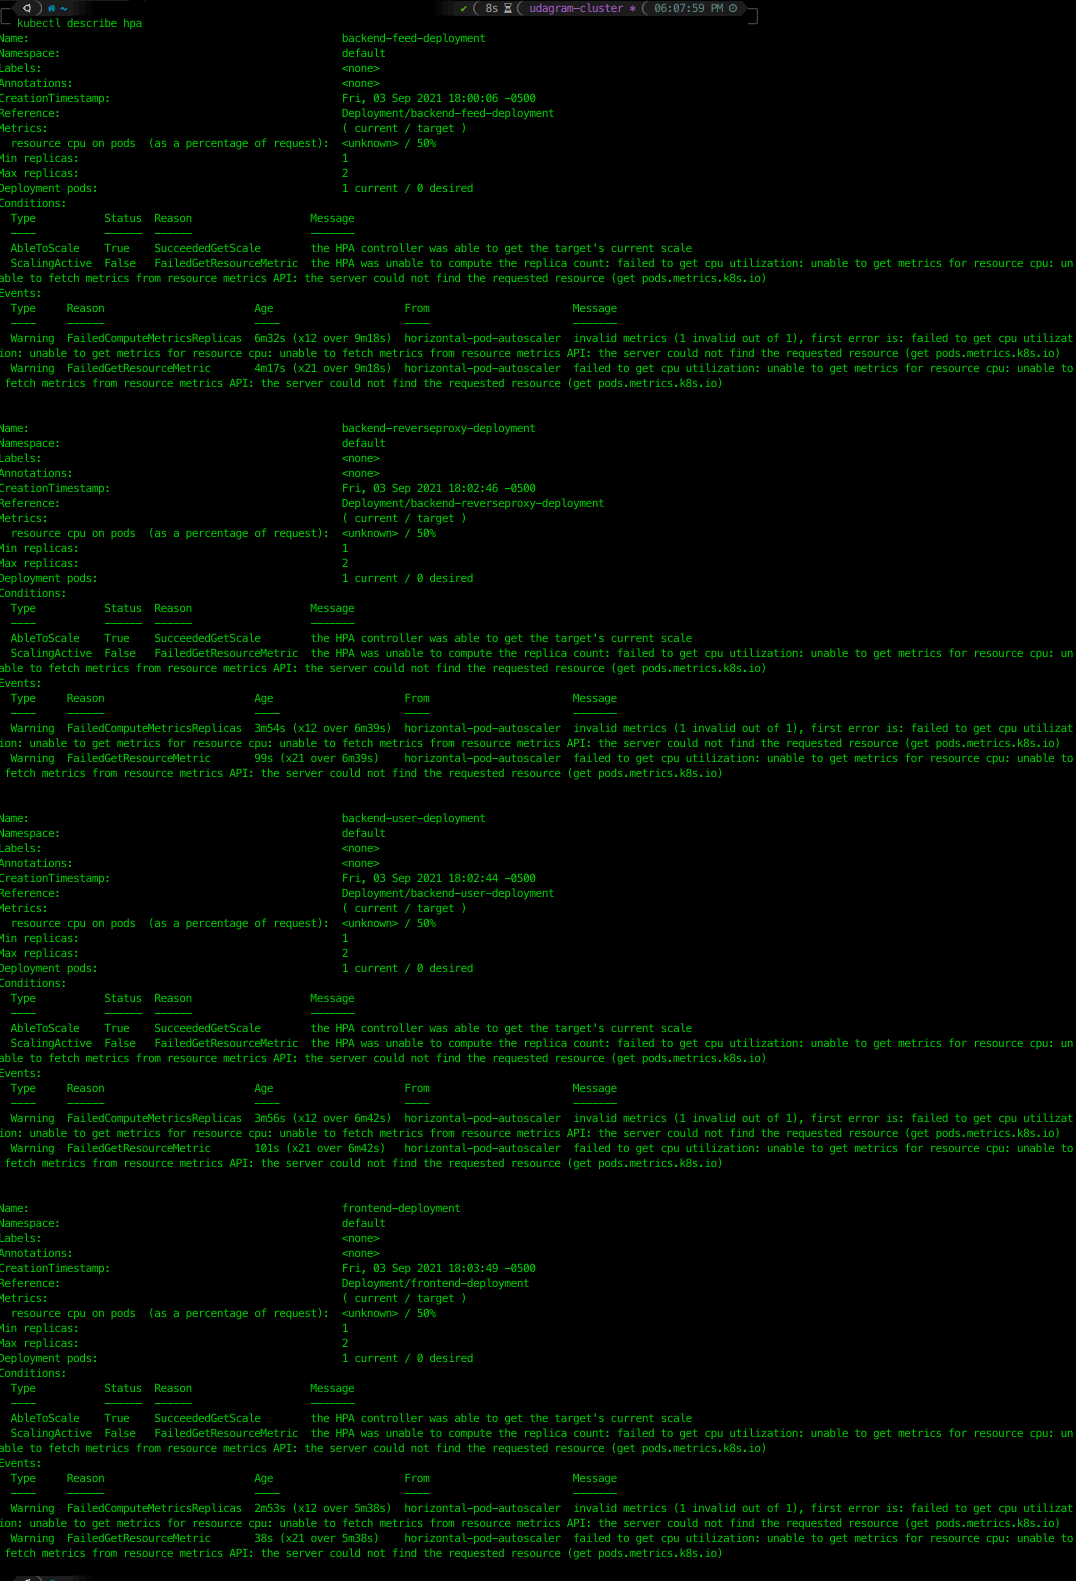 ~ ✔ 8s udagram-cluster 06:07:59 PM
kubectl describe hpa
Name: backend-feed-deployment
Namespace: default
Labels: <none>
Annotations: <none>
CreationTimestamp: Fri, 03 Sep 2021 18:00:06 -0500
Reference: Deployment/backend-feed-deployment
Metrics: ( current / target )
resource cpu on pods (as a percentage of request): <unknown> / 50%
Min replicas: 1
Max replicas: 2
Deployment pods: 1 current / 0 desired
Conditions:
Type Status Reason Message
---- ------ ------ -------
AbleToScale True SucceededGetScale the HPA controller was able to get the target's current scale
ScalingActive False FailedGetResourceMetric the HPA was unable to compute the replica count: failed to get cpu utilization: unable to get metrics for resource cpu: un
able to fetch metrics from resource metrics API: the server could not find the requested resource (get pods.metrics.k8s.io)
Events:
Type Reason Age From Message
---- ------ ---- ---- -------
Warning FailedComputeMetricsReplicas 6m32s (x12 over 9m18s) horizontal-pod-autoscaler invalid metrics (1 invalid out of 1), first error is: failed to get cpu utilizat
ion: unable to get metrics for resource cpu: unable to fetch metrics from resource metrics API: the server could not find the requested resource (get pods.metrics.k8s.io)
Warning FailedGetResourceMetric 4m17s (x21 over 9m18s) horizontal-pod-autoscaler failed to get cpu utilization: unable to get metrics for resource cpu: unable to
fetch metrics from resource metrics API: the server could not find the requested resource (get pods.metrics.k8s.io)
Name: backend-reverseproxy-deployment
Namespace: default
Labels: <none>
Annotations: <none>
CreationTimestamp: Fri, 03 Sep 2021 18:02:46 -0500
Reference: Deployment/backend-reverseproxy-deployment
Metrics: ( current / target )
resource cpu on pods (as a percentage of request): <unknown> / 50%
Min replicas: 1
Max replicas: 2
Deployment pods: 1 current / 0 desired
Conditions:
Type Status Reason Message
---- ------ ------ -------
AbleToScale True SucceededGetScale the HPA controller was able to get the target's current scale
ScalingActive False FailedGetResourceMetric the HPA was unable to compute the replica count: failed to get cpu utilization: unable to get metrics for resource cpu: un
able to fetch metrics from resource metrics API: the server could not find the requested resource (get pods.metrics.k8s.io)
Events:
Type Reason Age From Message
---- ------ ---- ---- -------
Warning FailedComputeMetricsReplicas 3m54s (x12 over 6m39s) horizontal-pod-autoscaler invalid metrics (1 invalid out of 1), first error is: failed to get cpu utilizat
ion: unable to get metrics for resource cpu: unable to fetch metrics from resource metrics API: the server could not find the requested resource (get pods.metrics.k8s.io)
Warning FailedGetResourceMetric 99s (x21 over 6m39s) horizontal-pod-autoscaler failed to get cpu utilization: unable to get metrics for resource cpu: unable to
fetch metrics from resource metrics API: the server could not find the requested resource (get pods.metrics.k8s.io)
Name: backend-user-deployment
Namespace: default
Labels: <none>
Annotations: <none>
CreationTimestamp: Fri, 03 Sep 2021 18:02:44 -0500
Reference: Deployment/backend-user-deployment
Metrics: ( current / target )
resource cpu on pods (as a percentage of request): <unknown> / 50%
Min replicas: 1
Max replicas: 2
Deployment pods: 1 current / 0 desired
Conditions:
Type Status Reason Message
---- ------ ------ -------
AbleToScale True SucceededGetScale the HPA controller was able to get the target's current scale
ScalingActive False FailedGetResourceMetric the HPA was unable to compute the replica count: failed to get cpu utilization: unable to get metrics for resource cpu: un
able to fetch metrics from resource metrics API: the server could not find the requested resource (get pods.metrics.k8s.io)
Events:
Type Reason Age From Message
---- ------ ---- ---- -------
Warning FailedComputeMetricsReplicas 3m56s (x12 over 6m42s) horizontal-pod-autoscaler invalid metrics (1 invalid out of 1), first error is: failed to get cpu utilizat
ion: unable to get metrics for resource cpu: unable to fetch metrics from resource metrics API: the server could not find the requested resource (get pods.metrics.k8s.io)
Warning FailedGetResourceMetric 101s (x21 over 6m42s) horizontal-pod-autoscaler failed to get cpu utilization: unable to get metrics for resource cpu: unable to
fetch metrics from resource metrics API: the server could not find the requested resource (get pods.metrics.k8s.io)
Name: frontend-deployment
Namespace: default
Labels: <none>
Annotations: <none>
CreationTimestamp: Fri, 03 Sep 2021 18:03:49 -0500
Reference: Deployment/frontend-deployment
Metrics: ( current / target )
resource cpu on pods (as a percentage of request): <unknown> / 50%
Min replicas: 1
Max replicas: 2
Deployment pods: 1 current / 0 desired
Conditions:
Type Status Reason Message
---- ------ ------ -------
AbleToScale True SucceededGetScale the HPA controller was able to get the target's current scale
ScalingActive False FailedGetResourceMetric the HPA was unable to compute the replica count: failed to get cpu utilization: unable to get metrics for resource cpu: un
able to fetch metrics from resource metrics API: the server could not find the requested resource (get pods.metrics.k8s.io)
Events:
Type Reason Age From Message
---- ------ ---- ---- -------
Warning FailedComputeMetricsReplicas 2m53s (x12 over 5m38s) horizontal-pod-autoscaler invalid metrics (1 invalid out of 1), first error is: failed to get cpu utilizat
ion: unable to get metrics for resource cpu: unable to fetch metrics from resource metrics API: the server could not find the requested resource (get pods.metrics.k8s.io)
Warning FailedGetResourceMetric 38s (x21 over 5m38s) horizontal-pod-autoscaler failed to get cpu utilization: unable to get metrics for resource cpu: unable to
fetch metrics from resource metrics API: the server could not find the requested resource (get pods.metrics.k8s.io)